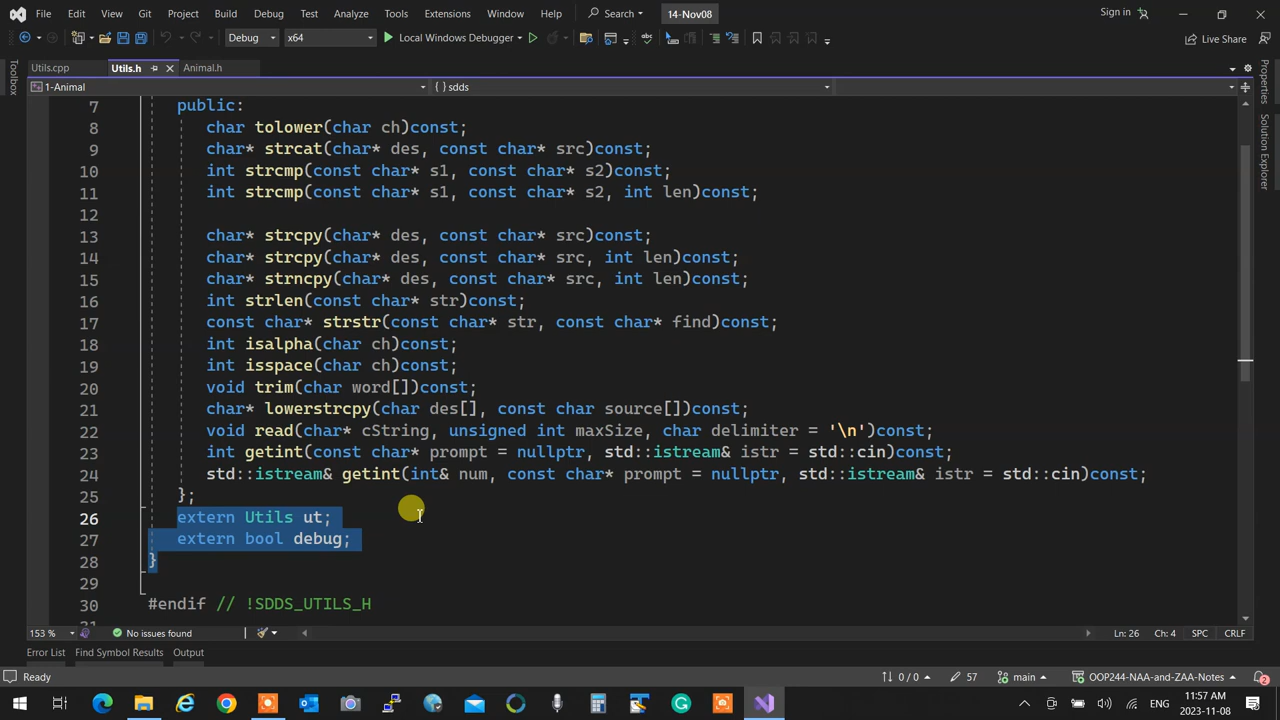 File Edit View Git Project Build Debug Test Analyze Tools Extensions Window Help Search 14-Nov08 Sign in
Debug x64 Local Windows Debugger Live Share
Toolbox
Utils.cpp Utils.h Animal.h
1-Animal { } sdds
Properties
Solution Explorer
7 public:
8 char tolower(char ch)const;
9 char* strcat(char* des, const char* src)const;
10 int strcmp(const char* s1, const char* s2)const;
11 int strcmp(const char* s1, const char* s2, int len)const;
12
13 char* strcpy(char* des, const char* src)const;
14 char* strcpy(char* des, const char* src, int len)const;
15 char* strncpy(char* des, const char* src, int len)const;
16 int strlen(const char* str)const;
17 const char* strstr(const char* str, const char* find)const;
18 int isalpha(char ch)const;
19 int isspace(char ch)const;
20 void trim(char word[])const;
21 char* lowerstrcpy(char des[], const char source[])const;
22 void read(char* cString, unsigned int maxSize, char delimiter = '\n')const;
23 int getint(const char* prompt = nullptr, std::istream& istr = std::cin)const;
24 std::istream& getint(int& num, const char* prompt = nullptr, std::istream& istr = std::cin)const;
25 };
26 extern Utils ut;
27 extern bool debug;
28 }
29
30 #endif // !SDDS_UTILS_H
153 % No issues found Ln: 26 Ch: 4 SPC CRLF
Error List Find Symbol Results Output
Ready 0 / 0 57 main OOP244-NAA-and-ZAA-Notes 2
ENG 11:57 AM
2023-11-08